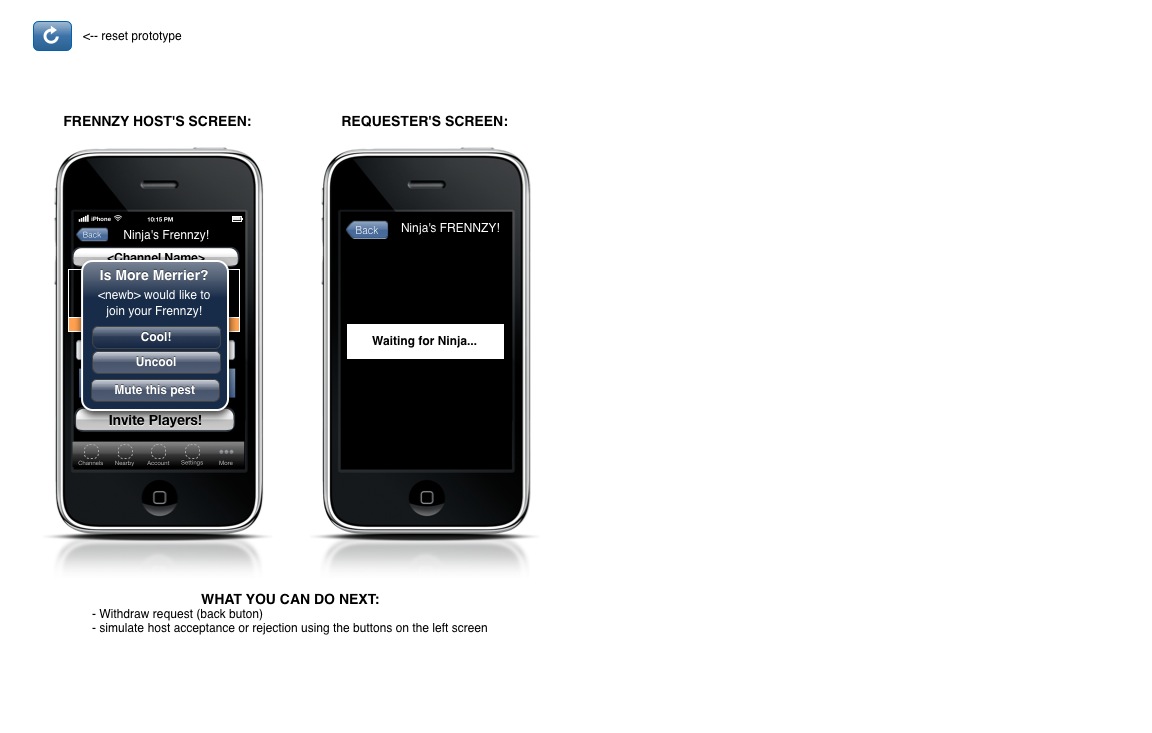 <-- reset prototype
FRENNZY HOST'S SCREEN:
REQUESTER'S SCREEN:
iPhone 10:15 PM
Back Ninja's Frennzy!
<Channel Name>
Is More Merrier?
<newb> would like to
join your Frennzy!
Cool!
Uncool
Mute this pest
Invite Players!
Channels Nearby Account Settings More
Back Ninja's FRENNZY!
Waiting for Ninja...
WHAT YOU CAN DO NEXT:
- Withdraw request (back buton)
- simulate host acceptance or rejection using the buttons on the left screen